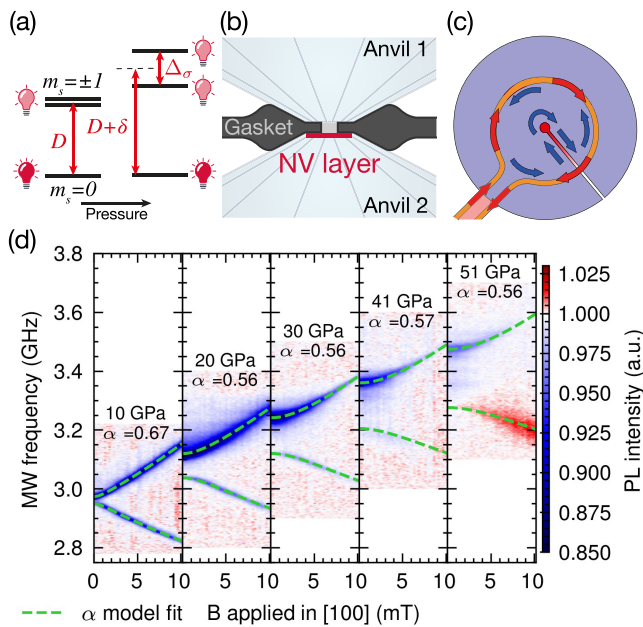 (a)
m_s=±1
D
D+δ
Δ_σ
m_s=0
Pressure
(b)
Anvil 1
Gasket
NV layer
Anvil 2
(c)
(d)
MW frequency (GHz)
3.8
3.6
3.4
3.2
3.0
2.8
10 GPa
α=0.67
20 GPa
α=0.56
30 GPa
α=0.56
41 GPa
α=0.57
51 GPa
α=0.56
0 5 10 5 10 5 10 5 10 5 10
1.025
1.000
0.975
0.950
0.925
0.900
0.875
0.850
PL intensity (a.u.)
α model fit B applied in [100] (mT)